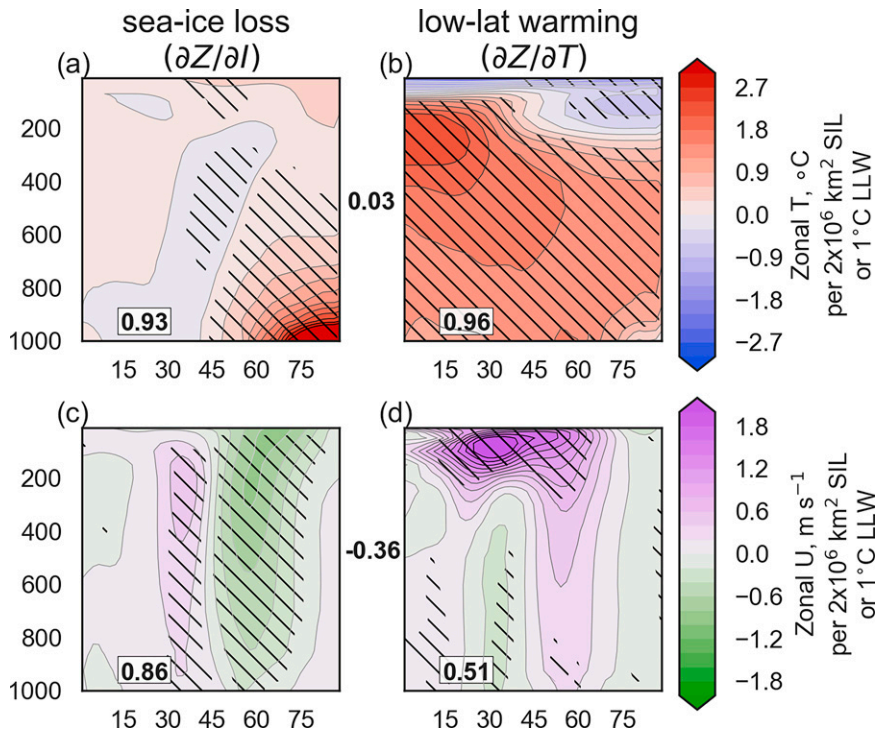 sea-ice loss
(∂Z/∂I)
low-lat warming
(∂Z/∂T)
(a)
(b)
200
400
600
800
1000
0.93
0.03
0.96
15 30 45 60 75
15 30 45 60 75
2.7
1.8
0.9
0.0
−0.9
−1.8
−2.7
Zonal T, ∘C
per 2x10⁶ km² SIL
or 1°C LLW
(c)
(d)
200
400
600
800
1000
0.86
-0.36
0.51
15 30 45 60 75
15 30 45 60 75
1.8
1.2
0.6
0.0
−0.6
−1.2
−1.8
Zonal U, m s⁻¹
per 2x10⁶ km² SIL
or 1°C LLW